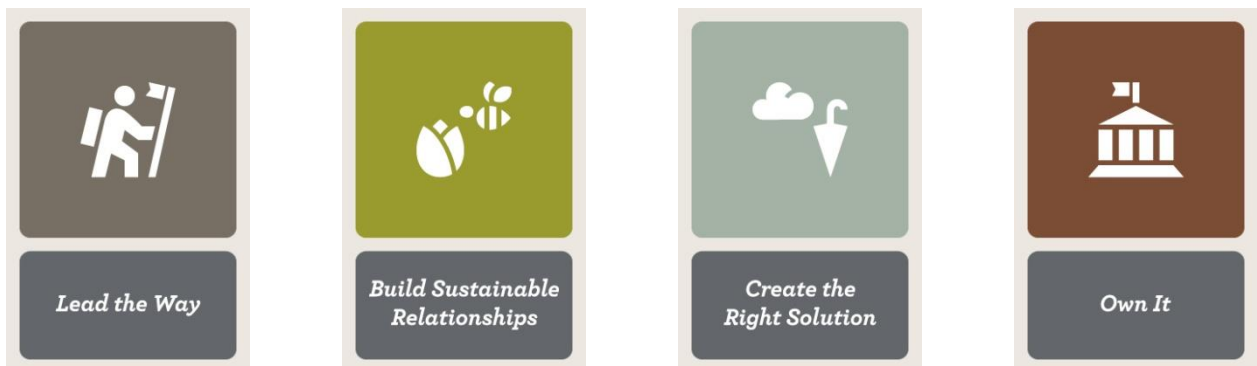 Lead the Way
Build Sustainable
Relationships
Create the
Right Solution
Own It